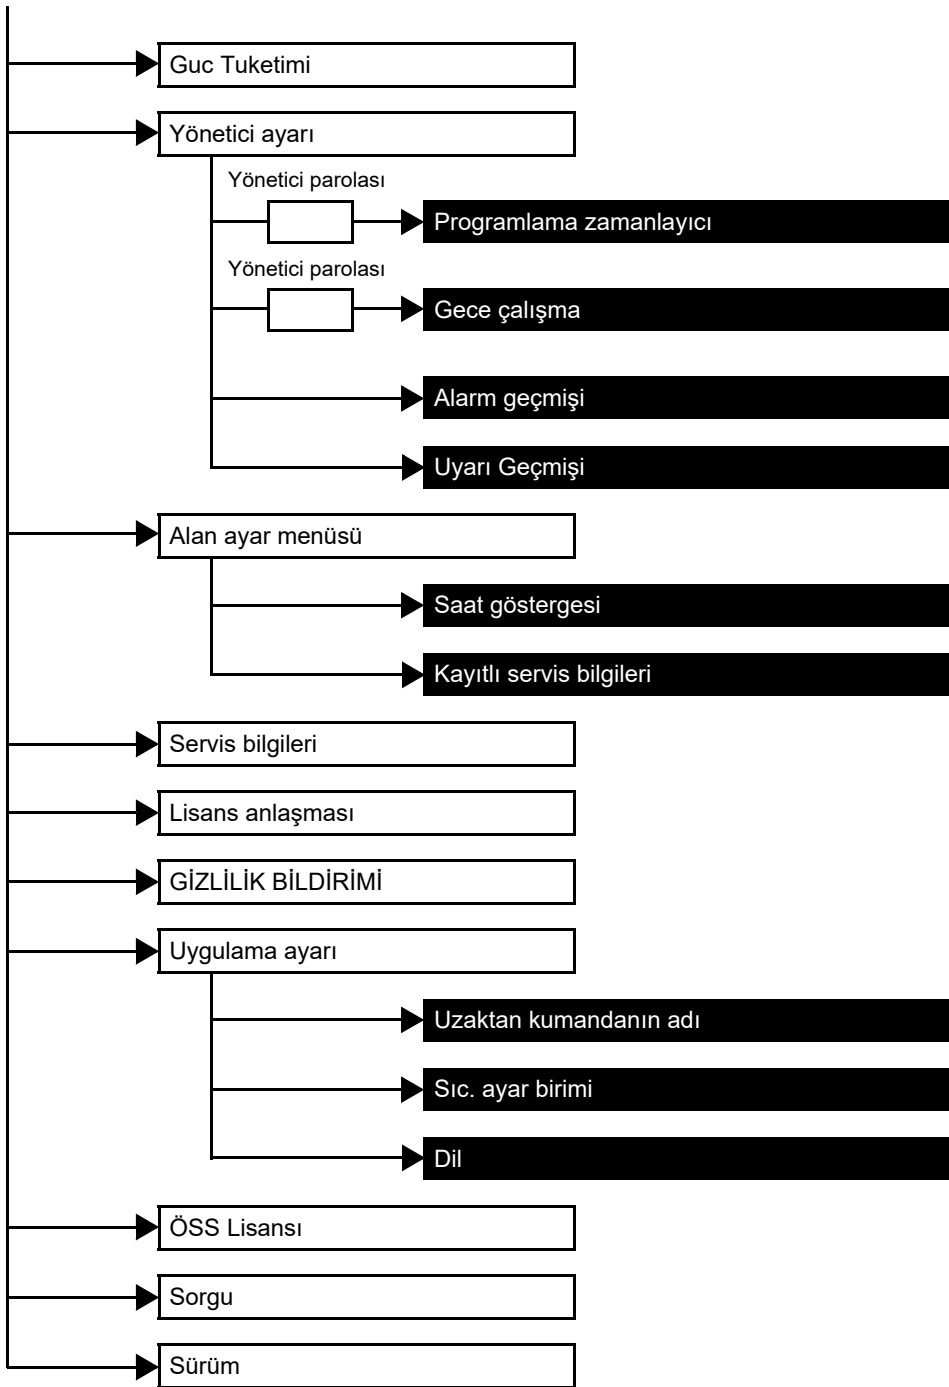 Guc Tuketimi
Yönetici ayarı
Yönetici parolası
Programlama zamanlayıcı
Yönetici parolası
Gece çalışma
Alarm geçmişi
Uyarı Geçmişi
Alan ayar menüsü
Saat göstergesi
Kayıtlı servis bilgileri
Servis bilgileri
Lisans anlaşması
GİZLİLİK BİLDİRİMİ
Uygulama ayarı
Uzaktan kumandanın adı
Sıc. ayar birimi
Dil
ÖSS Lisansı
Sorgu
Sürüm